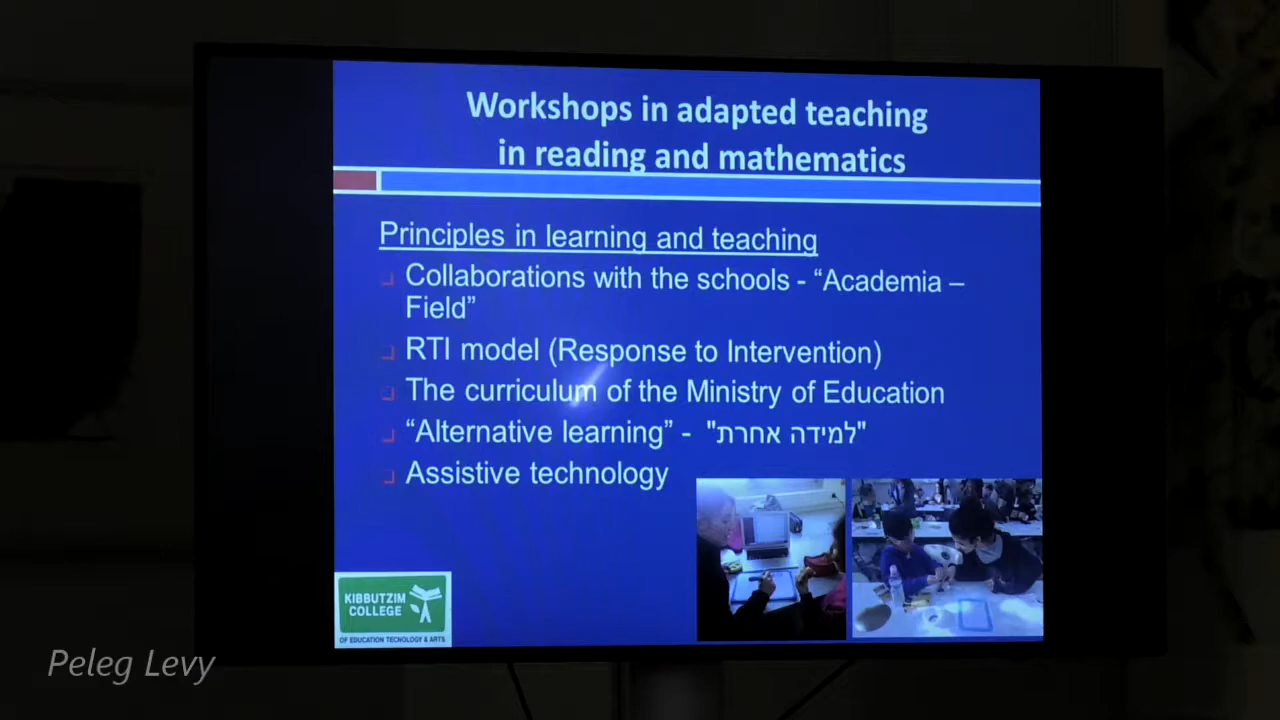 Workshops in adapted teaching
in reading and mathematics
Principles in learning and teaching
Collaborations with the schools - “Academia –
Field”
RTI model (Response to Intervention)
The curriculum of the Ministry of Education
“Alternative learning” - "למידה אחרת"
Assistive technology
KIBBUTZIM
COLLEGE
OF EDUCATION TECNOLOGY & ARTS
Peleg Levy